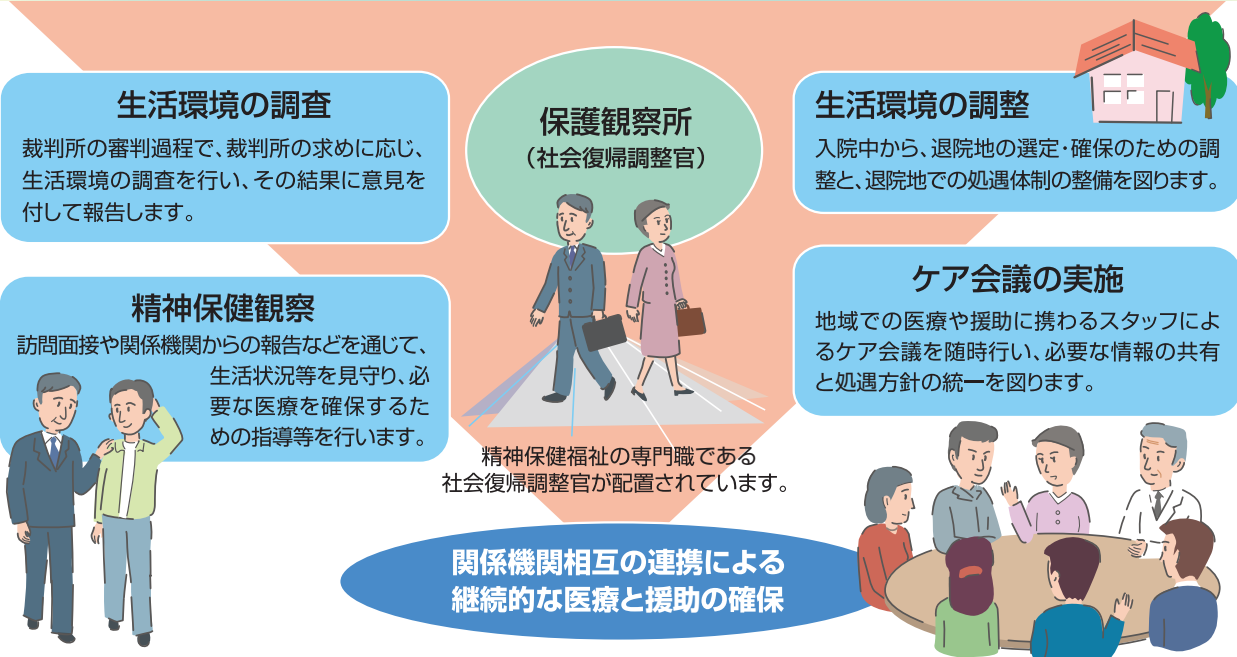 生活環境の調査
裁判所の審判過程で、裁判所の求めに応じ、
生活環境の調査を行い、その結果に意見を
付して報告します。
精神保健観察
訪問面接や関係機関からの報告などを通じて、
生活状況等を見守り、必
要な医療を確保するた
めの指導等を行います。
保護観察所
（社会復帰調整官）
精神保健福祉の専門職である
社会復帰調整官が配置されています。
生活環境の調整
入院中から、退院地の選定・確保のための調
整と、退院地での処遇体制の整備を図ります。
ケア会議の実施
地域での医療や援助に携わるスタッフによ
るケア会議を随時行い、必要な情報の共有
と処遇方針の統一を図ります。
関係機関相互の連携による
継続的な医療と援助の確保